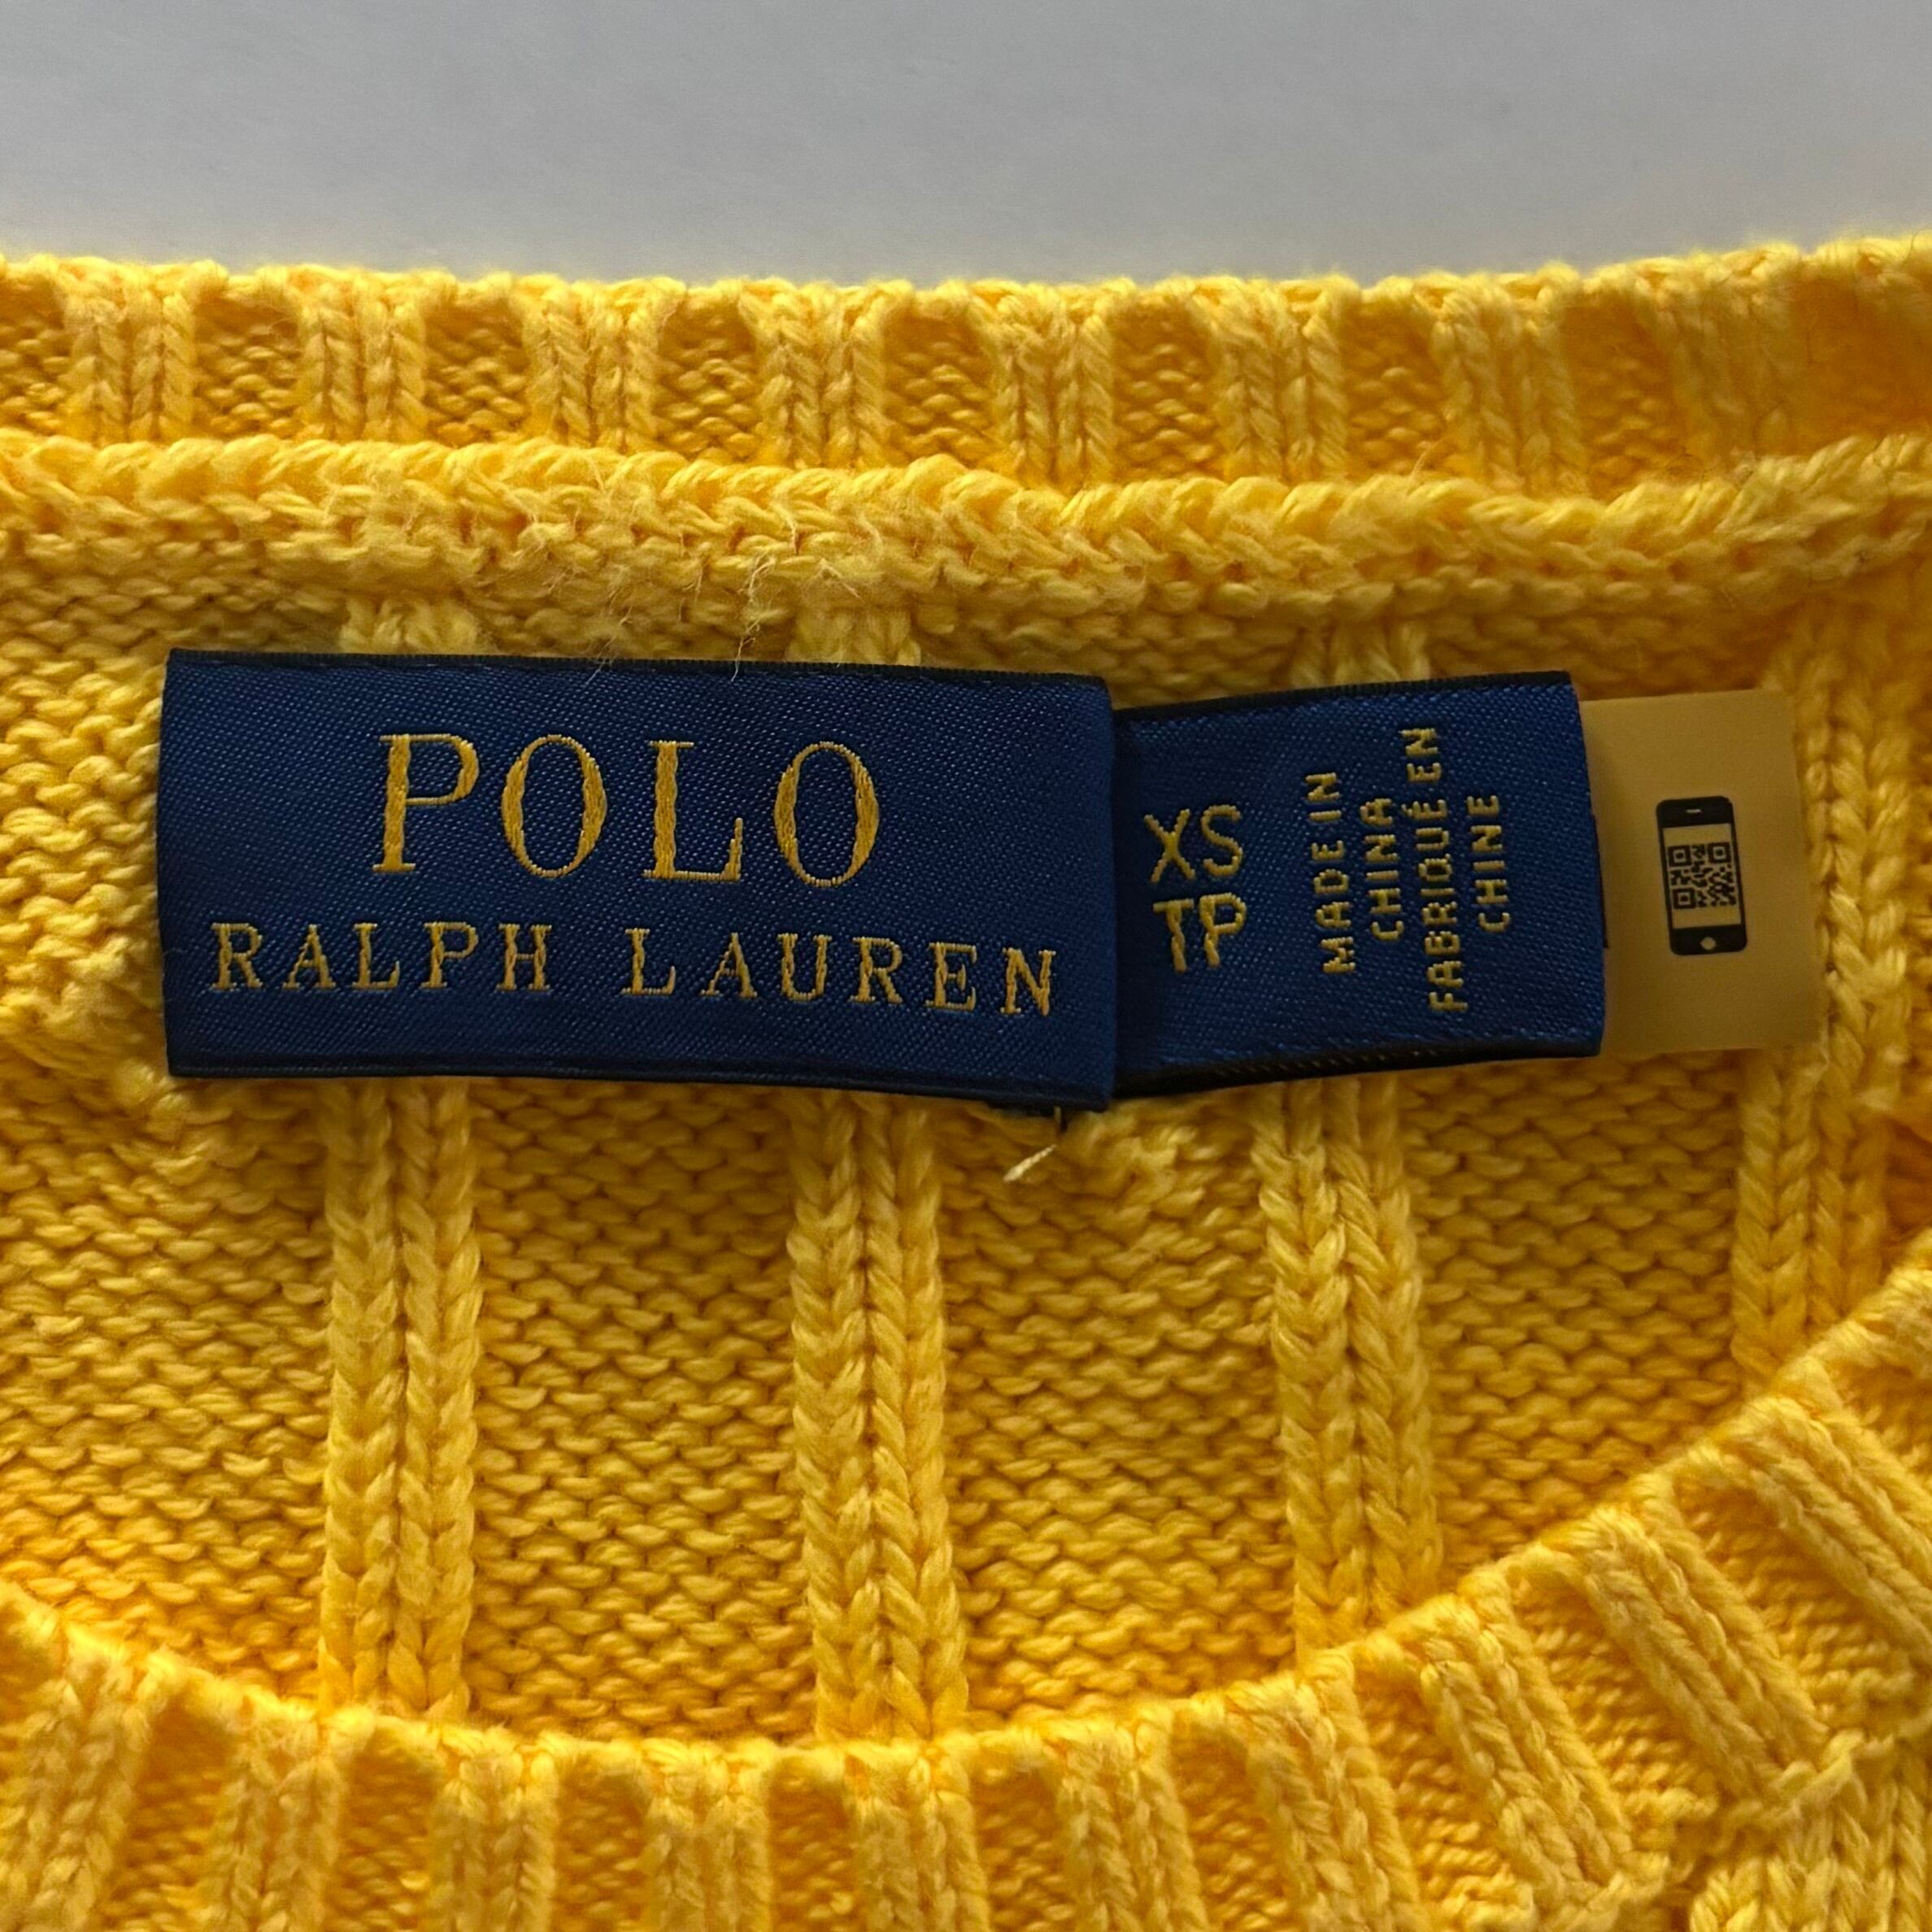 POLO
RALPH LAUREN
XS
TP
MADE IN
CHINA
FABRIQUÉ EN
CHINE